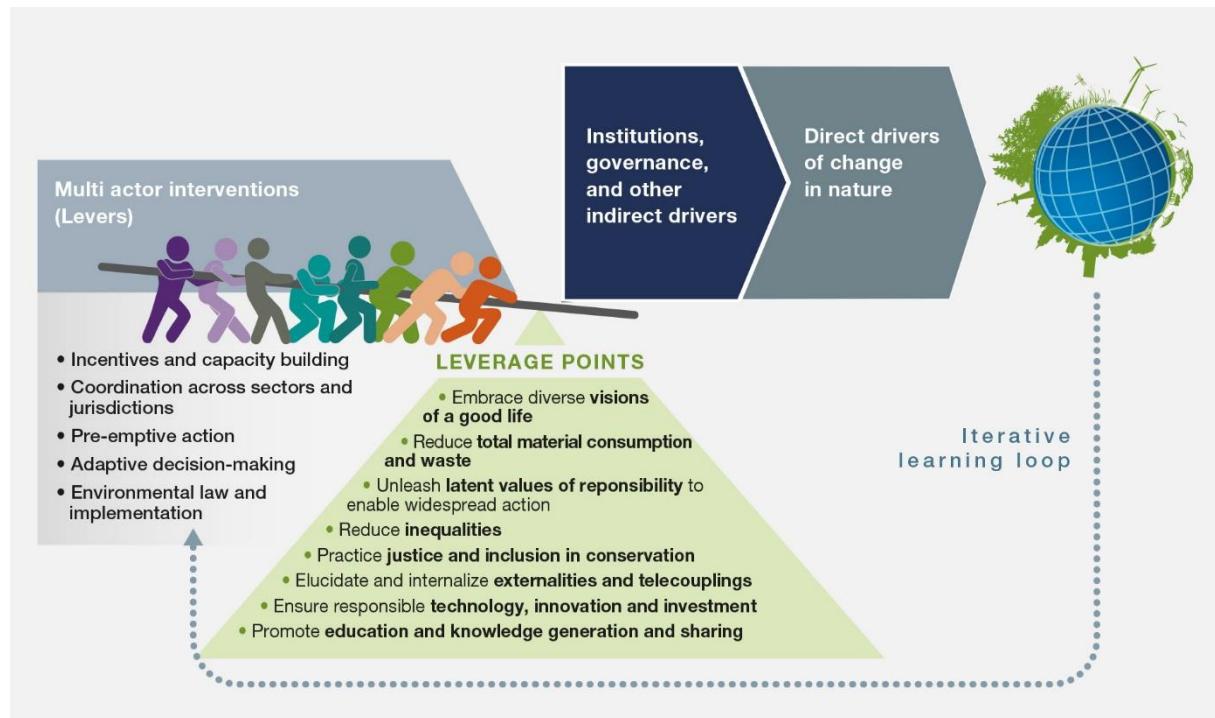 Multi actor interventions
(Levers)
• Incentives and capacity building
• Coordination across sectors and
jurisdictions
• Pre-emptive action
• Adaptive decision-making
• Environmental law and
implementation
LEVERAGE POINTS
• Embrace diverse visions
of a good life
• Reduce total material consumption
and waste
• Unleash latent values of reponsibility to
enable widespread action
• Reduce inequalities
• Practice justice and inclusion in conservation
• Elucidate and internalize externalities and telecouplings
• Ensure responsible technology, innovation and investment
• Promote education and knowledge generation and sharing
Institutions,
governance,
and other
indirect drivers
Direct drivers
of change
in nature
Iterative
learning loop